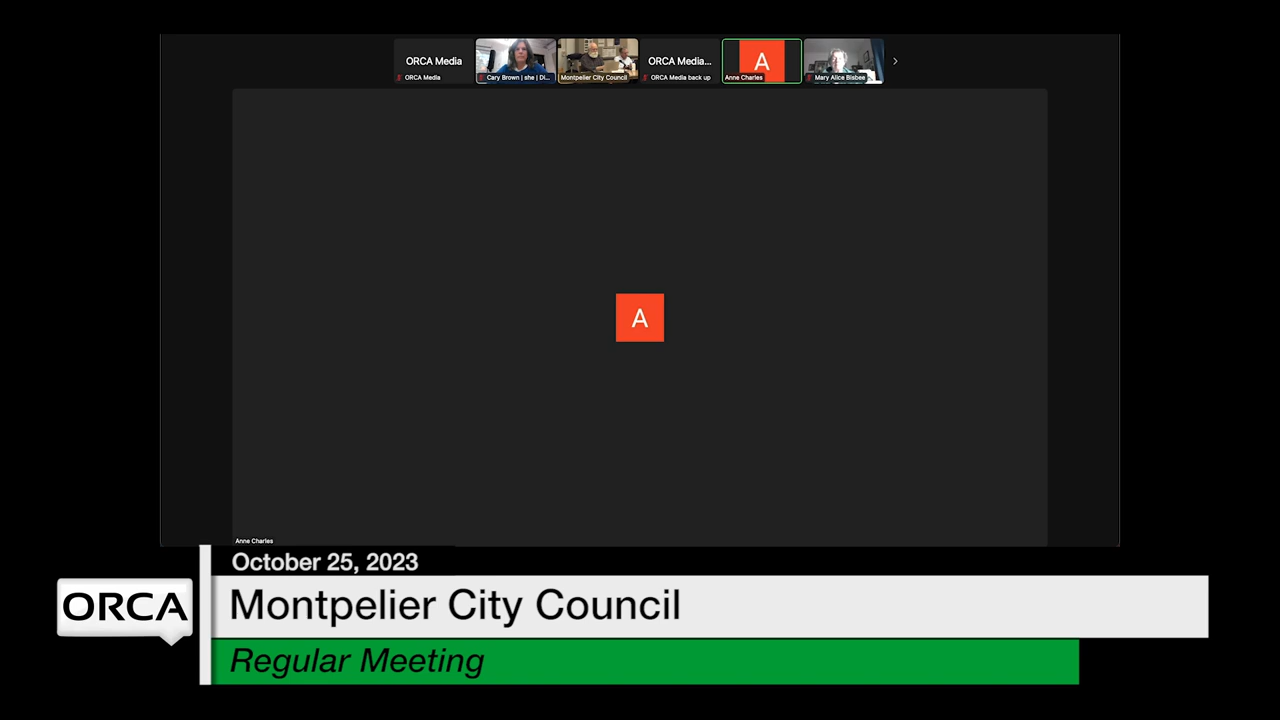 ORCA Media
ORCA Media
Cary Brown | she | Di...
Montpelier City Council
ORCA Media...
ORCA Media back up
A
Anne Charles
Mary Alice Bisbee
A
Anne Charles
October 25, 2023
ORCA
Montpelier City Council
Regular Meeting